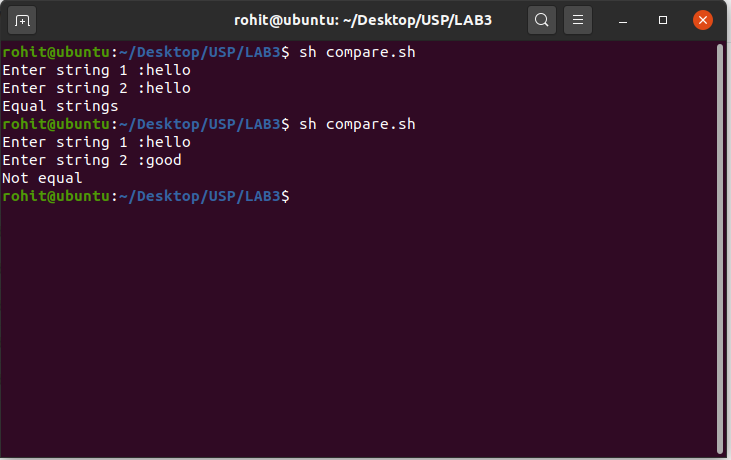 rohit@ubuntu: ~/Desktop/USP/LAB3
rohit@ubuntu:~/Desktop/USP/LAB3$ sh compare.sh
Enter string 1 :hello
Enter string 2 :hello
Equal strings
rohit@ubuntu:~/Desktop/USP/LAB3$ sh compare.sh
Enter string 1 :hello
Enter string 2 :good
Not equal
rohit@ubuntu:~/Desktop/USP/LAB3$